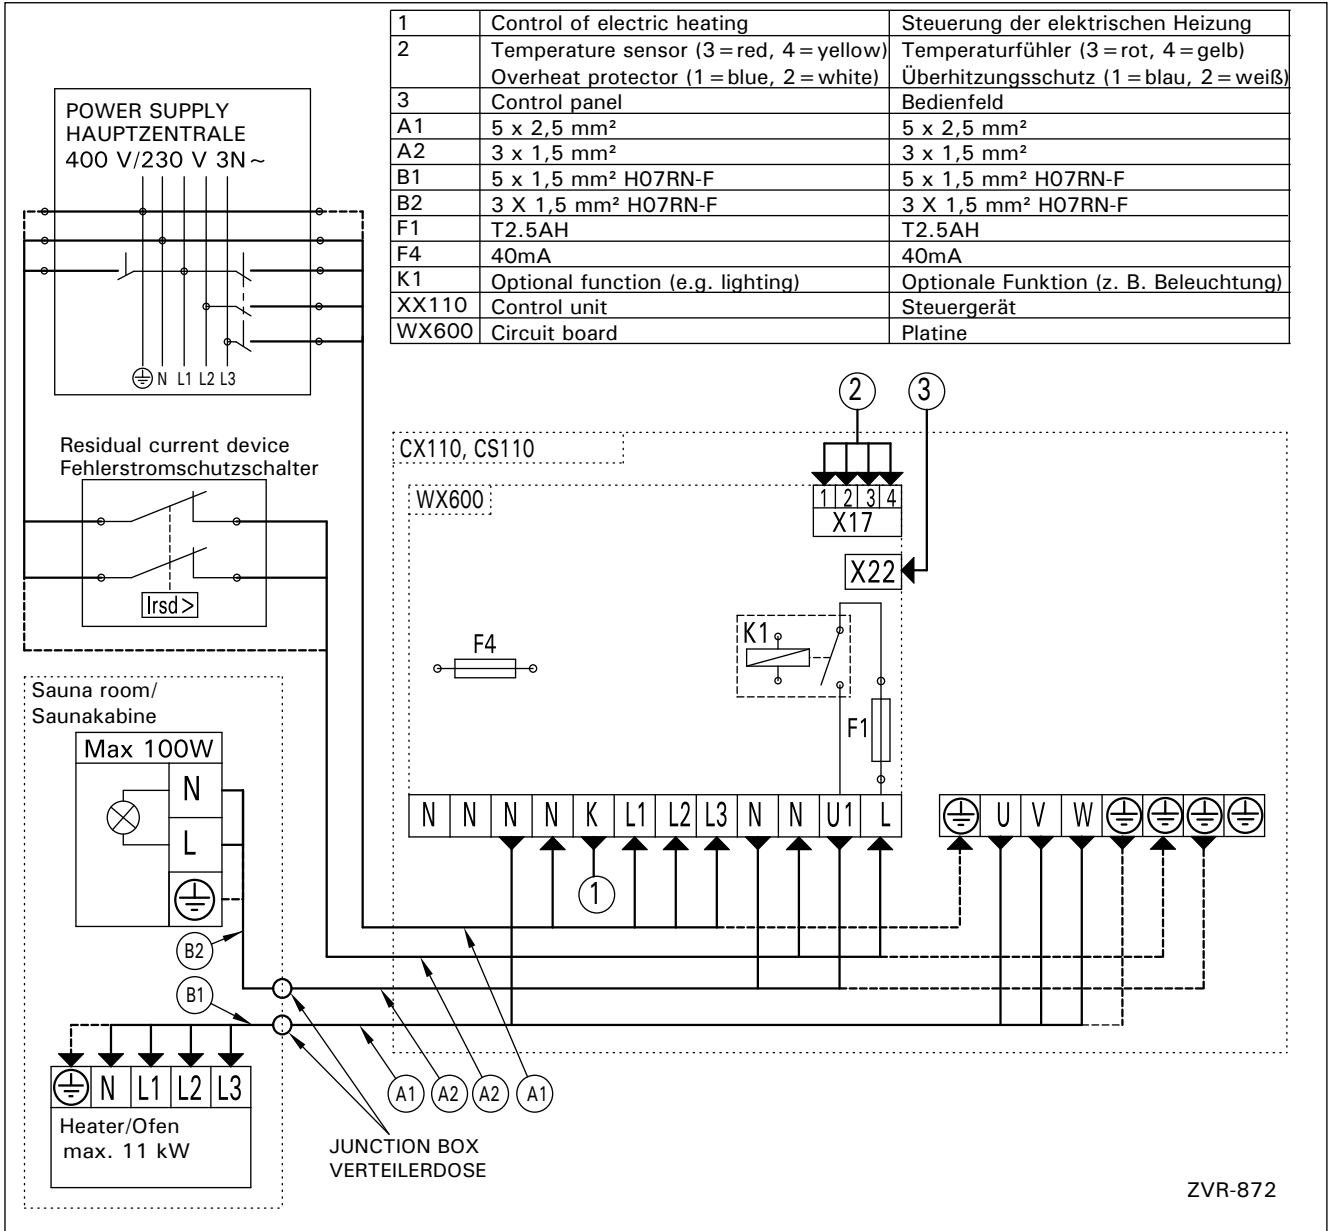 1 Control of electric heating Steuerung der elektrischen Heizung
2 Temperature sensor (3=red, 4=yellow) Temperaturfühler (3=rot, 4=gelb)
Overheat protector (1=blue, 2=white) Überhitzungsschutz (1=blau, 2=weiß)
3 Control panel Bedienfeld
A1 5 x 2,5 mm² 5 x 2,5 mm²
A2 3 x 1,5 mm² 3 x 1,5 mm²
B1 5 x 1,5 mm² H07RN-F 5 x 1,5 mm² H07RN-F
B2 3 X 1,5 mm² H07RN-F 3 X 1,5 mm² H07RN-F
F1 T2.5AH T2.5AH
F4 40mA 40mA
K1 Optional function (e.g. lighting) Optionale Funktion (z. B. Beleuchtung)
XX110 Control unit Steuergerät
WX600 Circuit board Platine
POWER SUPPLY
HAUPTZENTRALE
400 V/230 V 3N~
N L1 L2 L3
Residual current device
Fehlerstromschutzschalter
Irsd>
2 3
CX110, CS110
WX600
1 2 3 4
X17
X22
K1
F4
F1
Sauna room/
Saunakabine
Max 100W
N
L
N N N N K L1 L2 L3 N N U1 L
U V W
1
B2
B1
N L1 L2 L3
Heater/Ofen
max. 11 kW
A1 A2 A2 A1
JUNCTION BOX
VERTEILERDOSE
ZVR-872